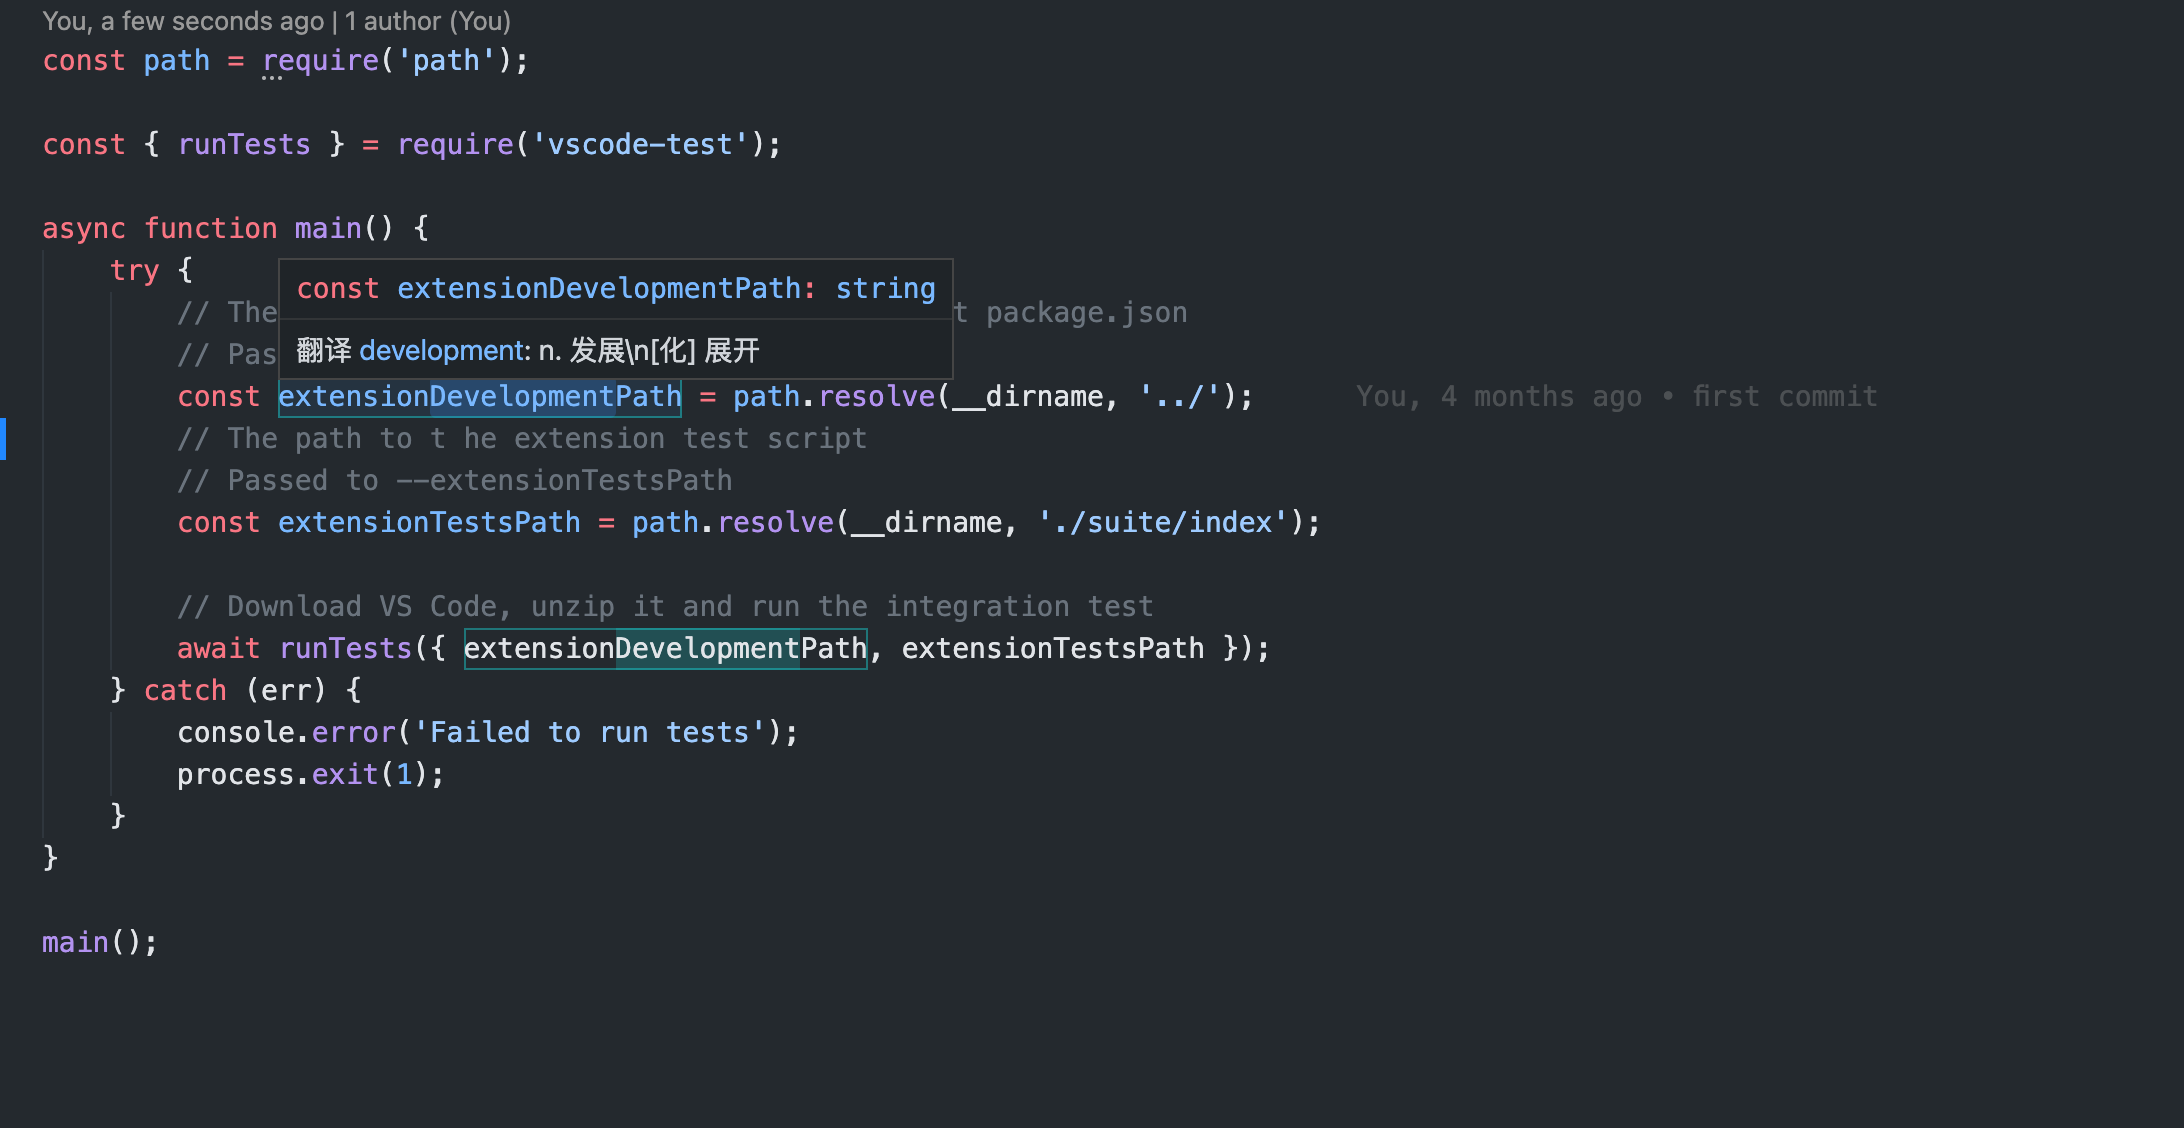 You, a few seconds ago | 1 author (You)
const path = require('path');
const { runTests } = require('vscode-test');
async function main() {
try {
const extensionDevelopmentPath: string
// The t package.json
翻译 development: n. 发展\n[化] 展开
// Pas
const extensionDevelopmentPath = path.resolve(__dirname, '../'); You, 4 months ago • first commit
// The path to t he extension test script
// Passed to --extensionTestsPath
const extensionTestsPath = path.resolve(__dirname, './suite/index');
// Download VS Code, unzip it and run the integration test
await runTests({ extensionDevelopmentPath, extensionTestsPath });
} catch (err) {
console.error('Failed to run tests');
process.exit(1);
}
}
main();